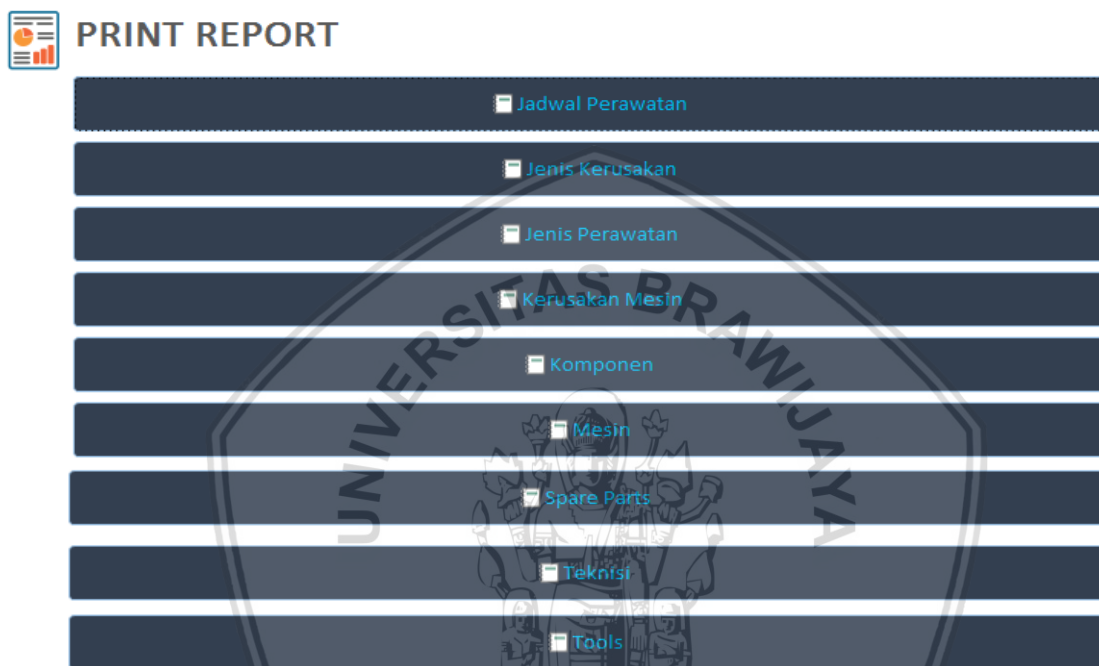 PRINT REPORT
Jadwal Perawatan
Jenis Kerusakan
Jenis Perawatan
Kerusakan Mesin
Komponen
Mesin
Spare Parts
Teknisi
Tools
UNIVERSITAS BRAWIJAYA